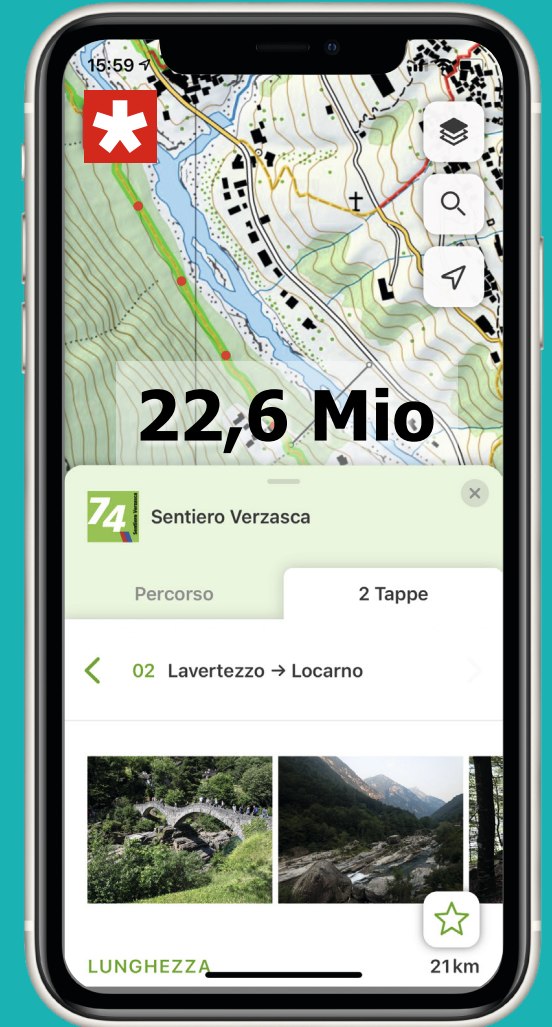 15:59
22,6 Mio
74
Sentiero Verzasca
Sentiero Verzasca
Percorso
2 Tappe
02 Lavertezzo → Locarno
LUNGHEZZA
21km